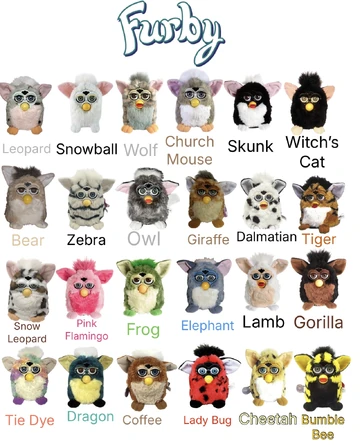 Furby
Leopard Snowball Wolf Church Mouse Skunk Witch's Cat
Bear Zebra Owl Giraffe Dalmatian Tiger
Snow Leopard Pink Flamingo Frog Elephant Lamb Gorilla
Tie Dye Dragon Coffee Lady Bug Cheetah Bumble Bee